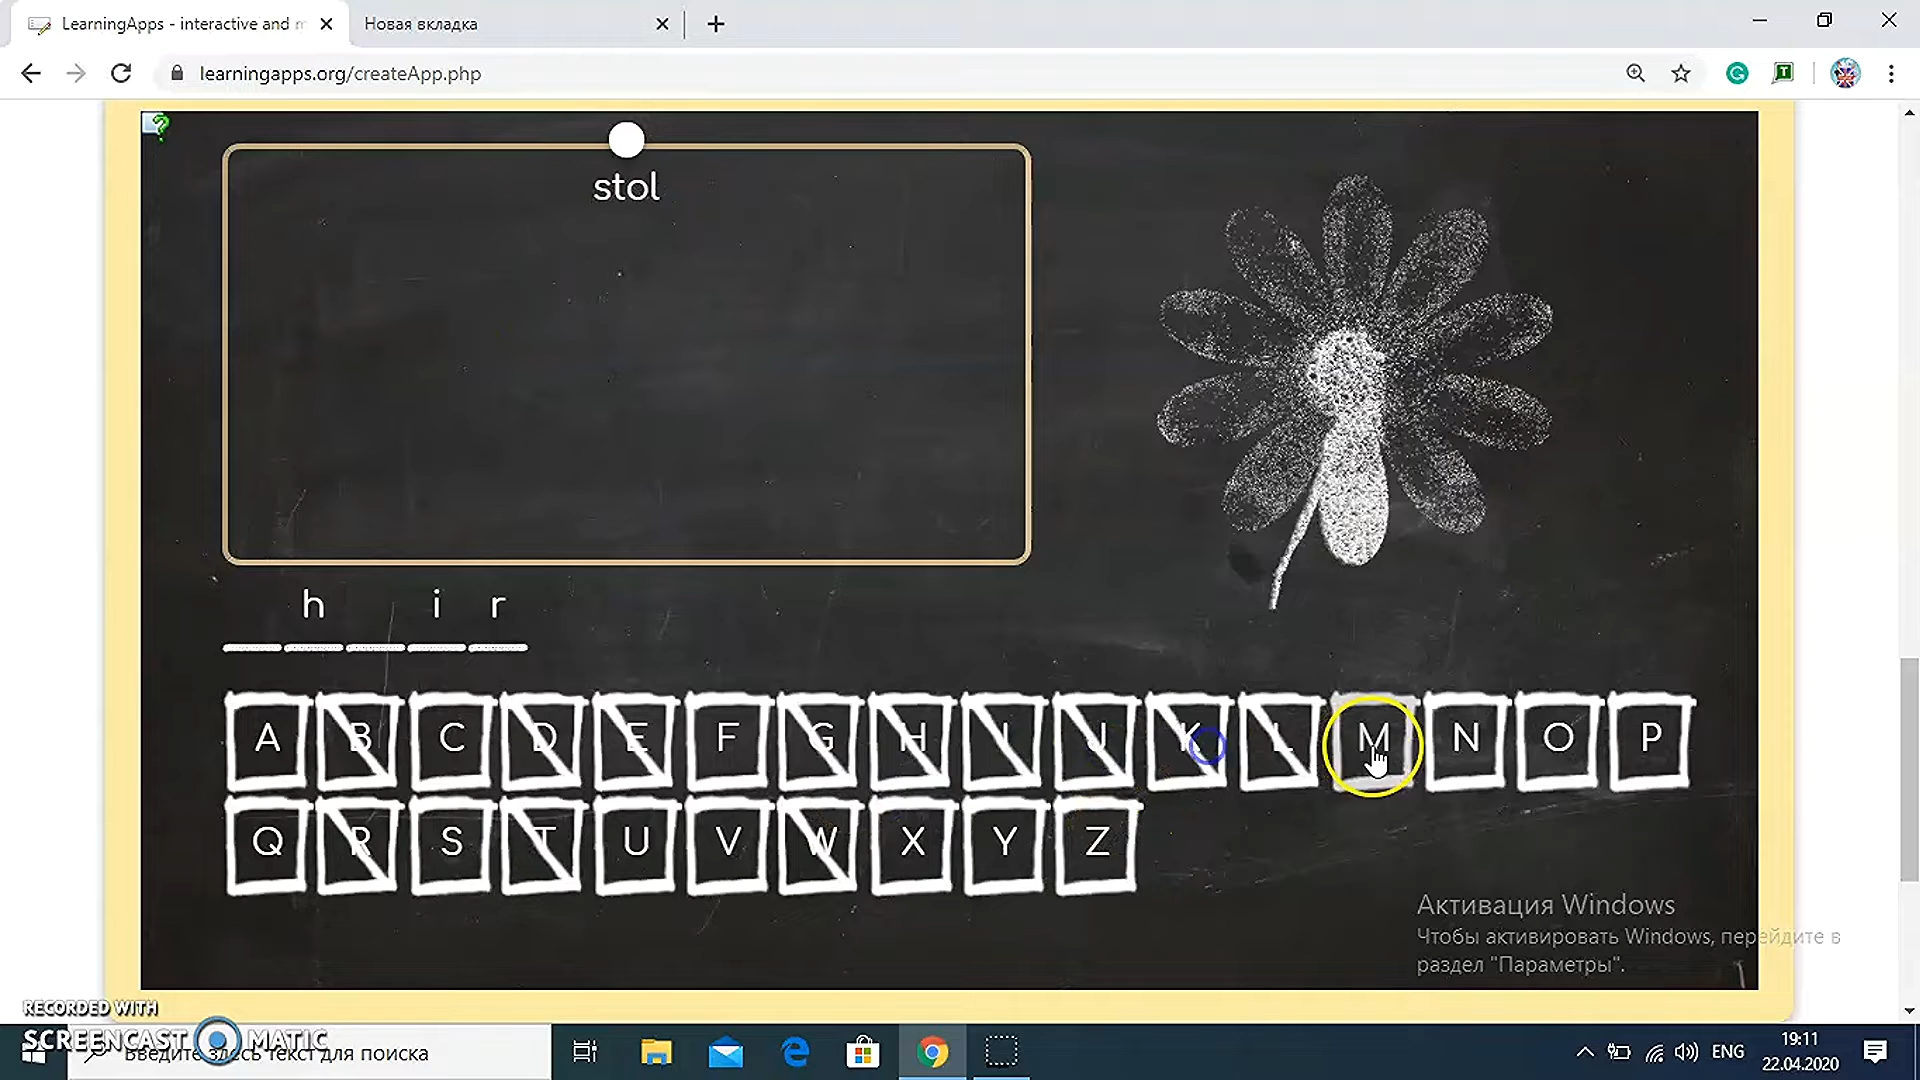 LearningApps - interactive and m
Новая вкладка
learningapps.org/createApp.php
stol
h i r
A B C D E F G H I J K L M N O P
Q R S T U V W X Y Z
Активация Windows
Чтобы активировать Windows, перейдите в
раздел "Параметры".
RECORDED WITH
SCREENCAST MATIC
Введите здесь текст для поиска
ENG
19:11
22.04.2020